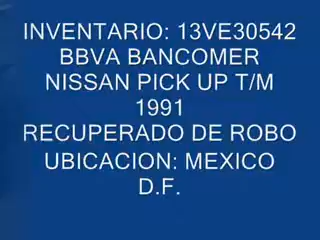 INVENTARIO: 13VE30542
BBVA BANCOMER
NISSAN PICK UP T/M
1991
RECUPERADO DE ROBO
UBICACION: MEXICO
D.F.